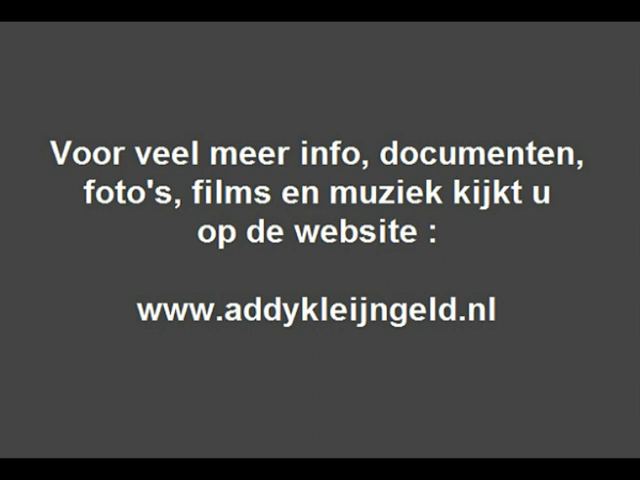 Voor veel meer info, documenten,
foto's, films en muziek kijkt u
op de website :
www.addykleijngeld.nl